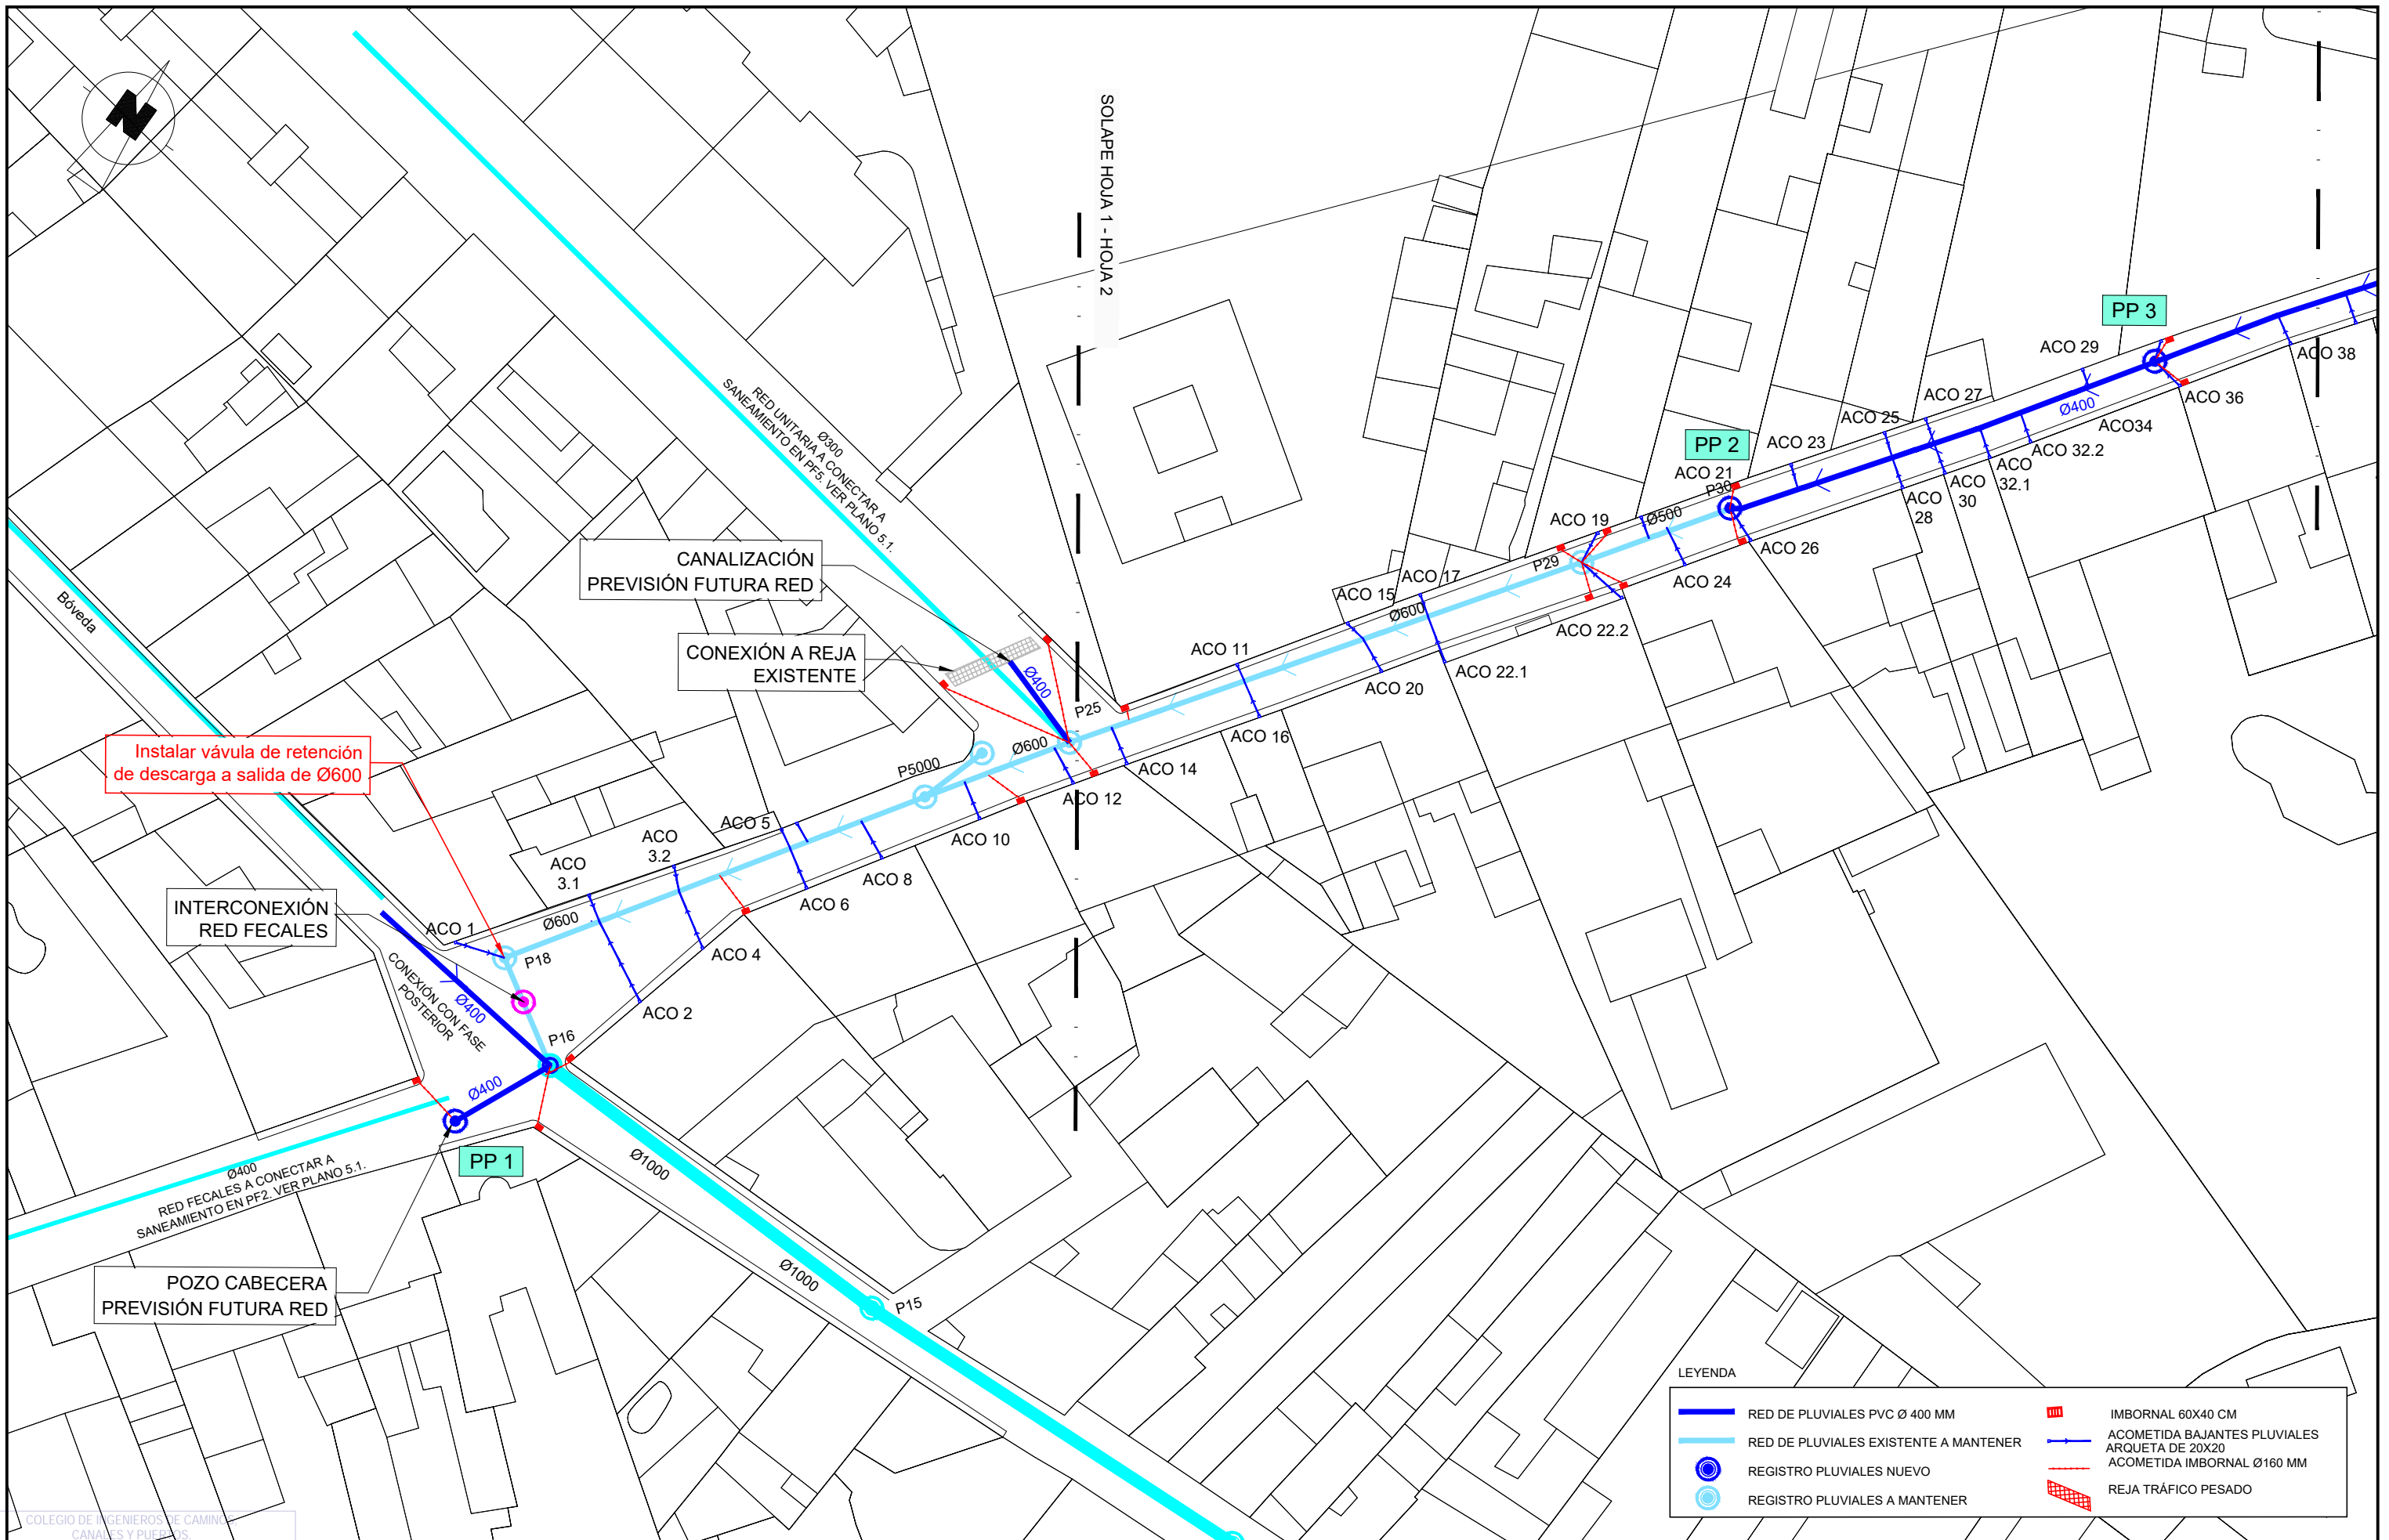 N
SOLAPE HOJA 1 - HOJA 2
Ø300
RED UNITARIA A CONECTAR A
SANEAMIENTO EN PF5. VER PLANO 5.1.
CANALIZACIÓN
PREVISIÓN FUTURA RED
CONEXIÓN A REJA
EXISTENTE
Bóveda
Instalar vávula de retención
de descarga a salida de Ø600
INTERCONEXIÓN
RED FECALES
CONEXIÓN CON FASE
POSTERIOR
Ø400
Ø400
Ø400
RED FECALES A CONECTAR A
SANEAMIENTO EN PF2. VER PLANO 5.1.
POZO CABECERA
PREVISIÓN FUTURA RED
PP 1
P16
P18
P15
Ø1000
Ø1000
ACO 1
Ø600
ACO
3.1
ACO
3.2
ACO 5
ACO 2
ACO 4
ACO 6
ACO 8
ACO 10
ACO 12
ACO 14
ACO 16
ACO 20
ACO 22.1
ACO 22.2
ACO 24
ACO 26
ACO
28
ACO
30
ACO
32.1
ACO 32.2
ACO34
ACO 36
ACO 38
P5000
Ø600
P25
Ø400
ACO 11
ACO 15
Ø600
ACO 17
P29
ACO 19
Ø500
P30
ACO 21
PP 2
ACO 23
ACO 25
ACO 27
ACO 29
Ø400
PP 3
LEYENDA
RED DE PLUVIALES PVC Ø 400 MM
RED DE PLUVIALES EXISTENTE A MANTENER
REGISTRO PLUVIALES NUEVO
REGISTRO PLUVIALES A MANTENER
IMBORNAL 60X40 CM
ACOMETIDA BAJANTES PLUVIALES
ARQUETA DE 20X20
ACOMETIDA IMBORNAL Ø160 MM
REJA TRÁFICO PESADO
COLEGIO DE INGENIEROS DE CAMINOS,
CANALES Y PUERTOS.